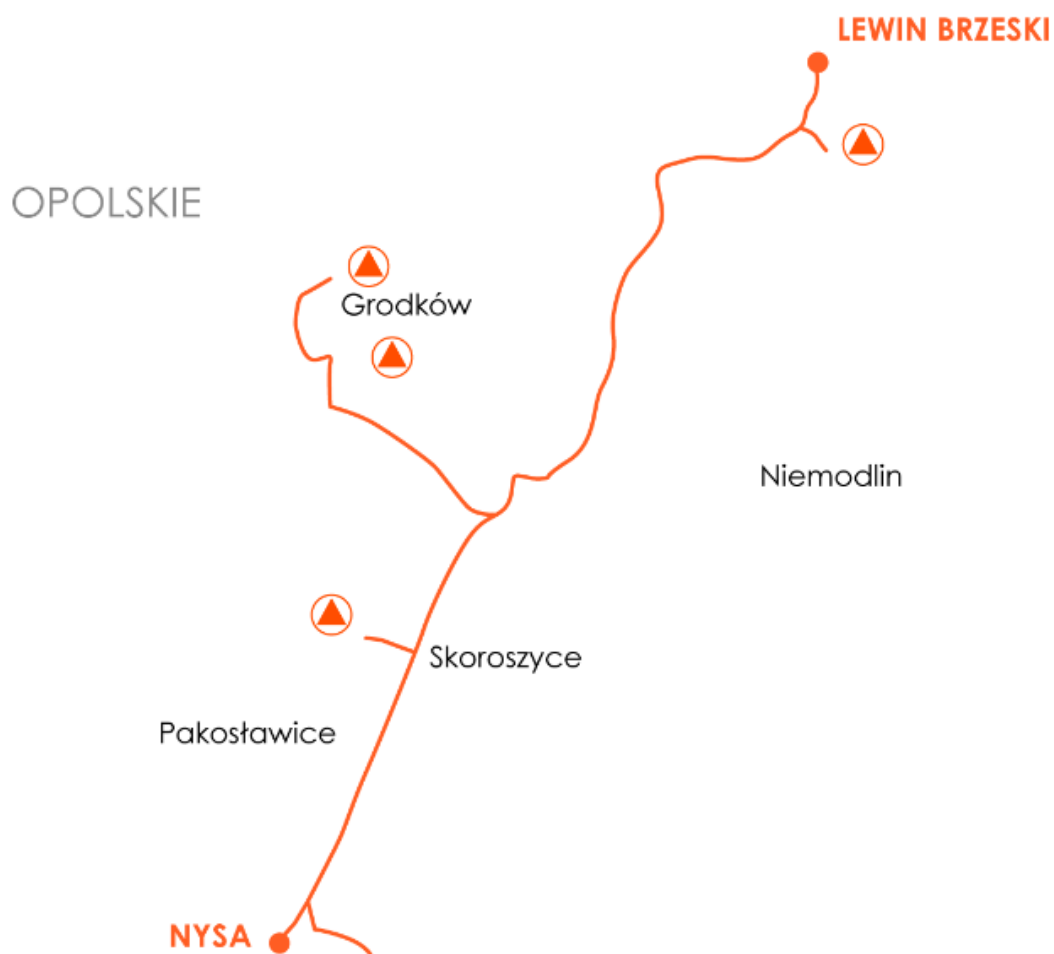 LEWIN BRZESKI
OPOLSKIE
Grodków
Niemodlin
Skoroszyce
Pakosławice
NYSA